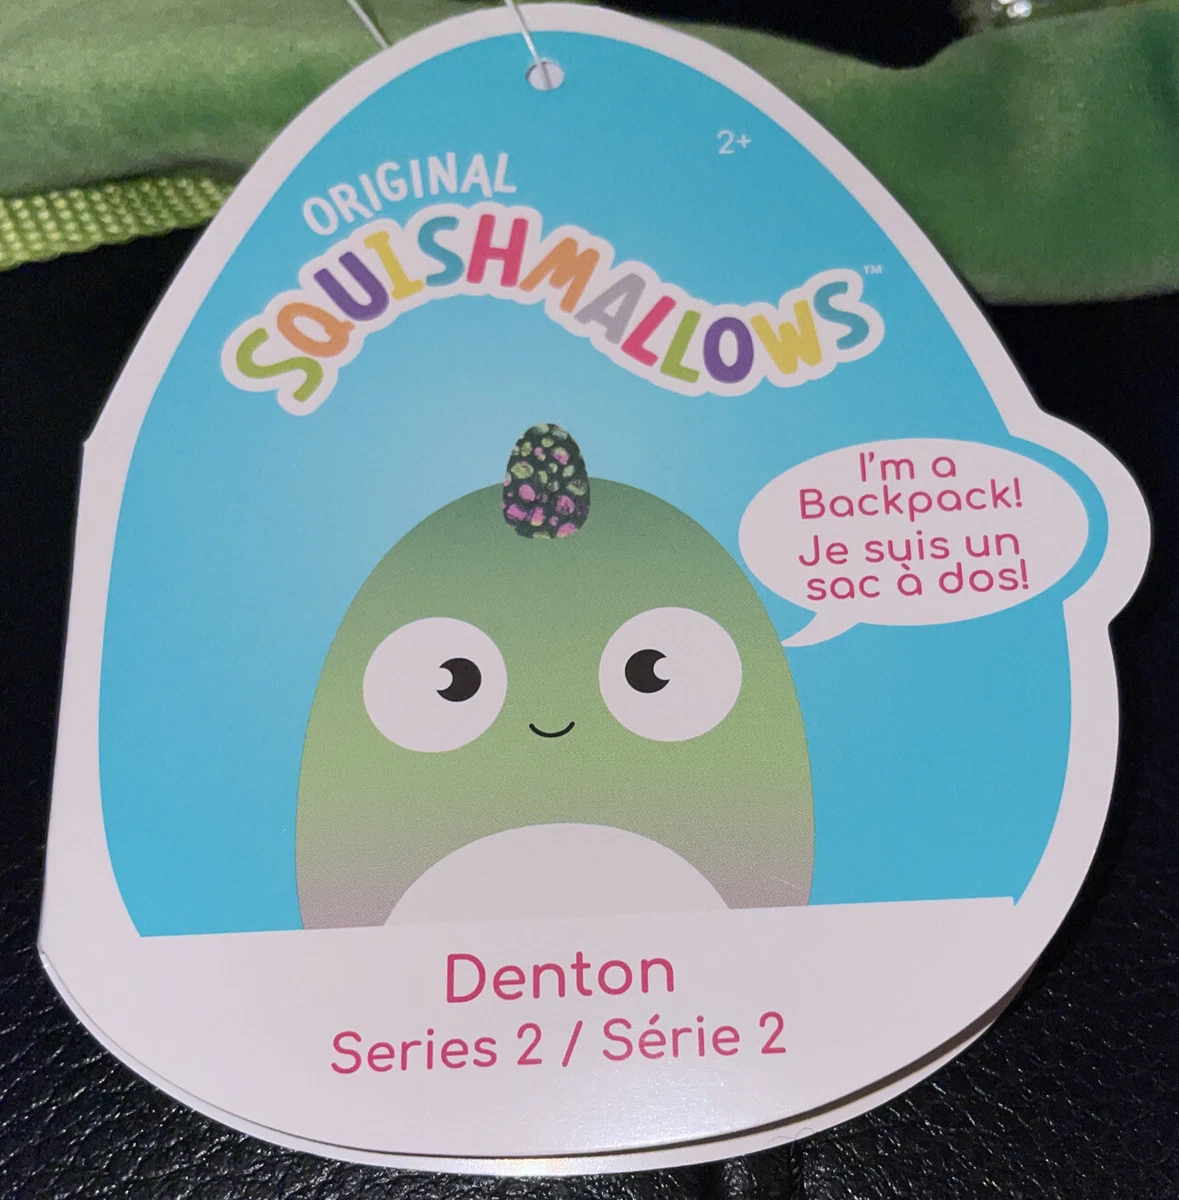 2+
ORIGINAL
SQUISHMALLOWS™
I'm a
Backpack!
Je suis un
sac à dos!
Denton
Series 2 / Série 2